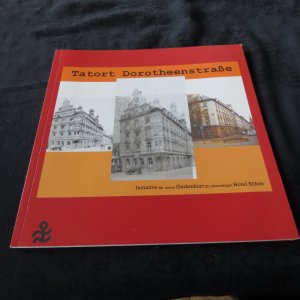 Tatort Dorotheenstraße
Initiative für einen Gedenkort im ehemaligen Hotel Silber